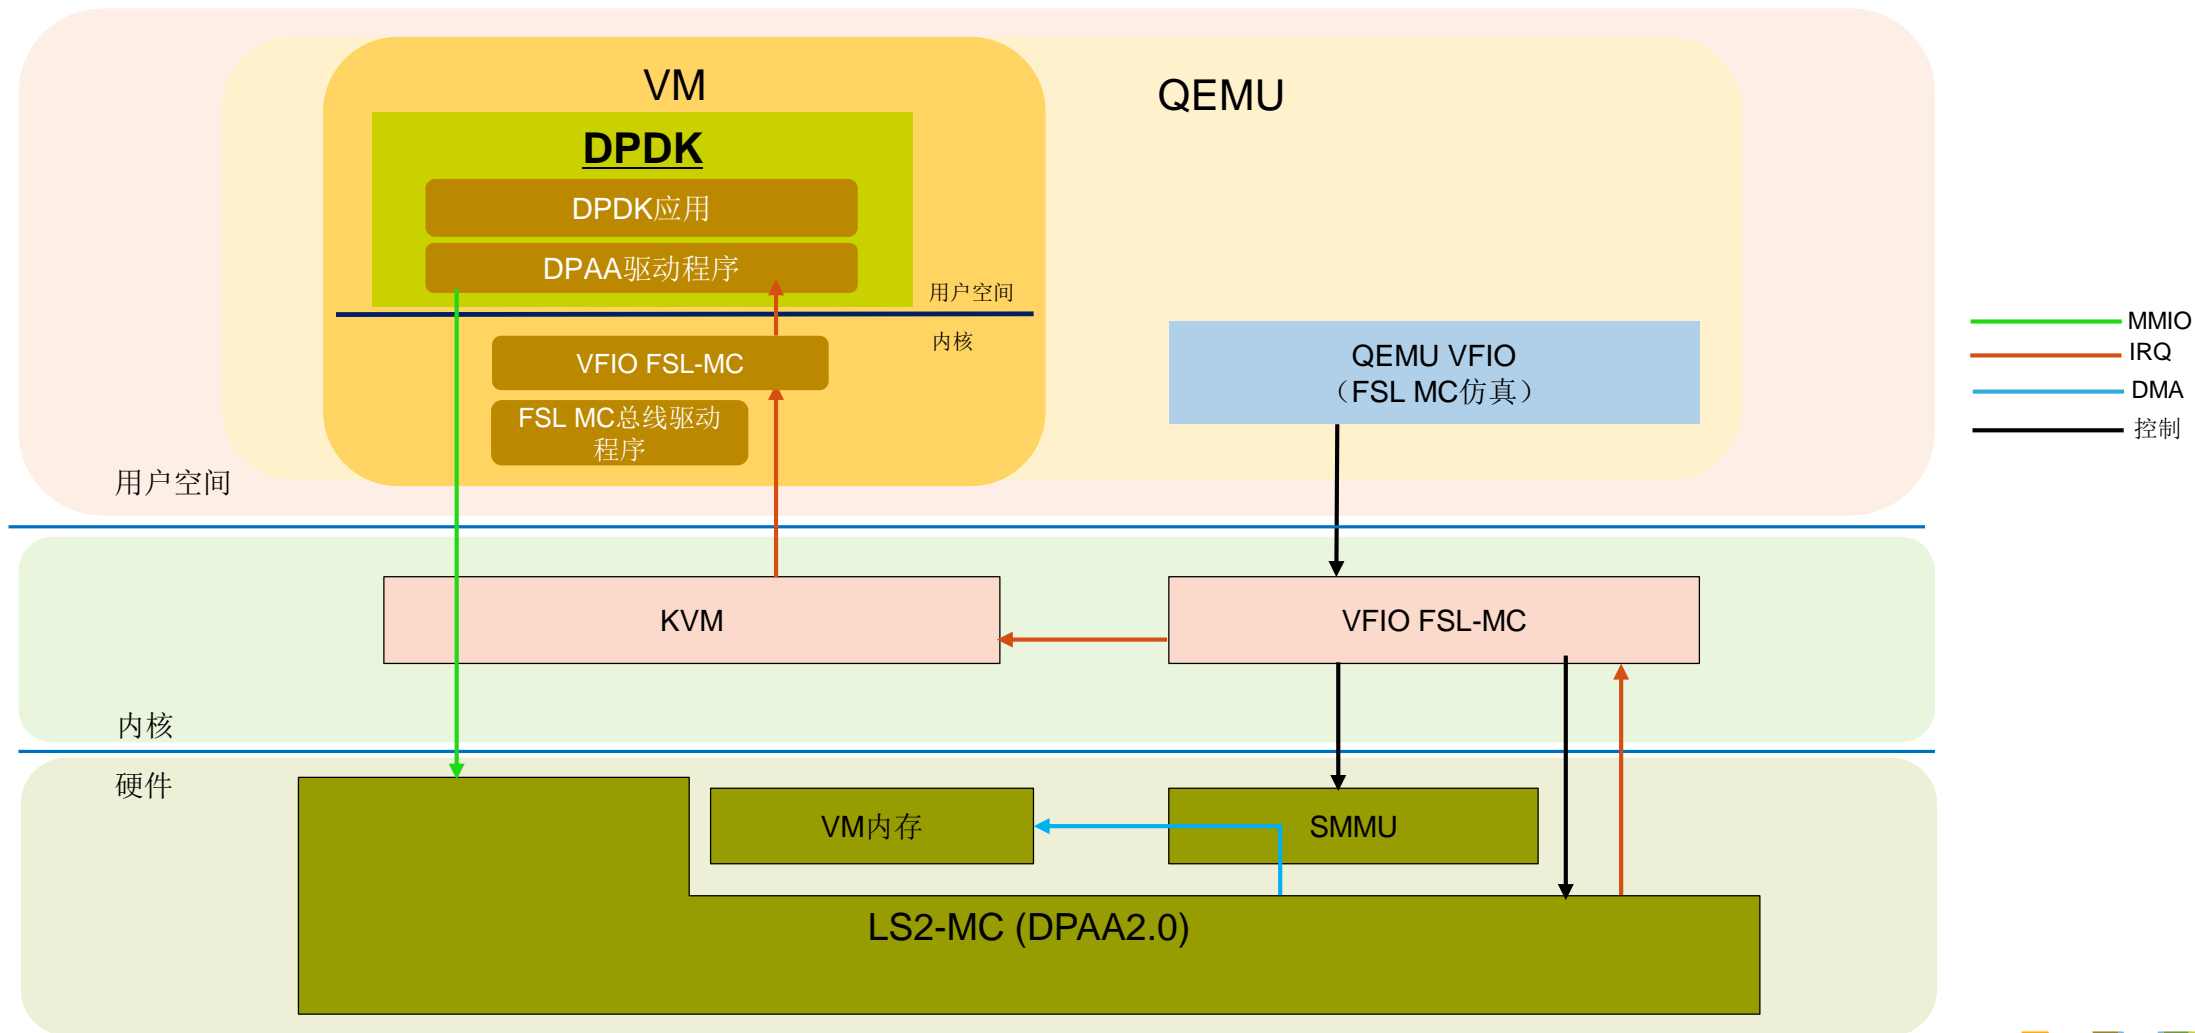 VM
QEMU
DPDK
DPDK应用
DPAA驱动程序
用户空间
内核
VFIO FSL-MC
FSL MC总线驱动
程序
QEMU VFIO
（FSL MC仿真）
MMIO
IRQ
DMA
控制
用户空间
KVM
VFIO FSL-MC
内核
硬件
VM内存
SMMU
LS2-MC (DPAA2.0)